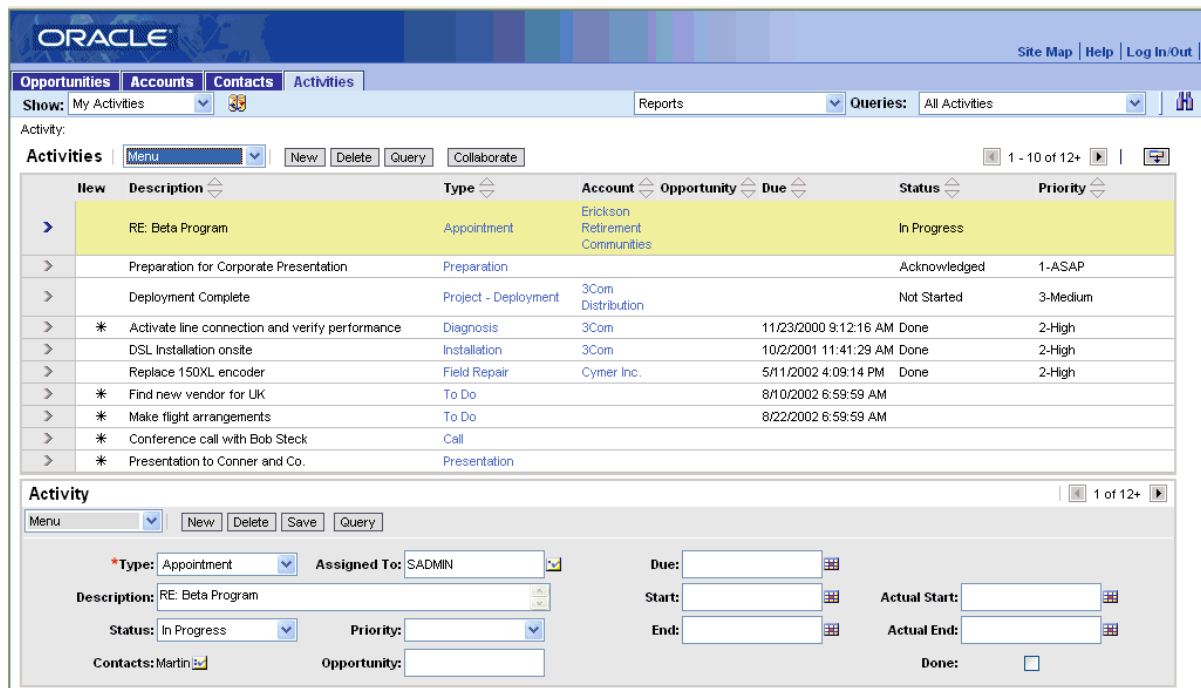 ORACLE
Site Map | Help | Log In/Out |
Opportunities Accounts Contacts Activities
Show: My Activities Reports Queries: All Activities
Activity:
Activities Menu New Delete Query Collaborate 1 - 10 of 12+
New Description Type Account Opportunity Due Status Priority
RE: Beta Program Appointment Erickson Retirement Communities In Progress
Preparation for Corporate Presentation Preparation Acknowledged 1-ASAP
Deployment Complete Project - Deployment 3Com Distribution Not Started 3-Medium
* Activate line connection and verify performance Diagnosis 3Com 11/23/2000 9:12:16 AM Done 2-High
DSL Installation onsite Installation 3Com 10/2/2001 11:41:29 AM Done 2-High
Replace 150XL encoder Field Repair Cymer Inc. 5/11/2002 4:09:14 PM Done 2-High
* Find new vendor for UK To Do 8/10/2002 6:59:59 AM
* Make flight arrangements To Do 8/22/2002 6:59:59 AM
* Conference call with Bob Steck Call
* Presentation to Conner and Co. Presentation
Activity 1 of 12+
Menu New Delete Save Query
*Type: Appointment Assigned To: SADMIN Due:
Description: RE: Beta Program Start: Actual Start:
Status: In Progress Priority: End: Actual End:
Contacts: Martin Opportunity: Done: